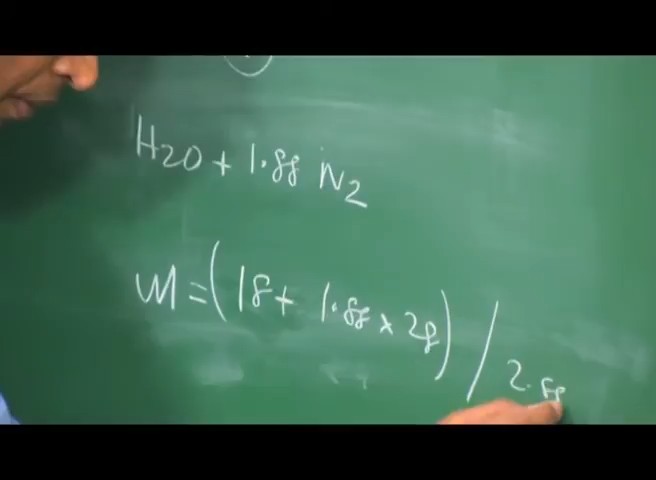 H2O + 1.88 N2
M = (18 + 1.88 x 28) / 2.88